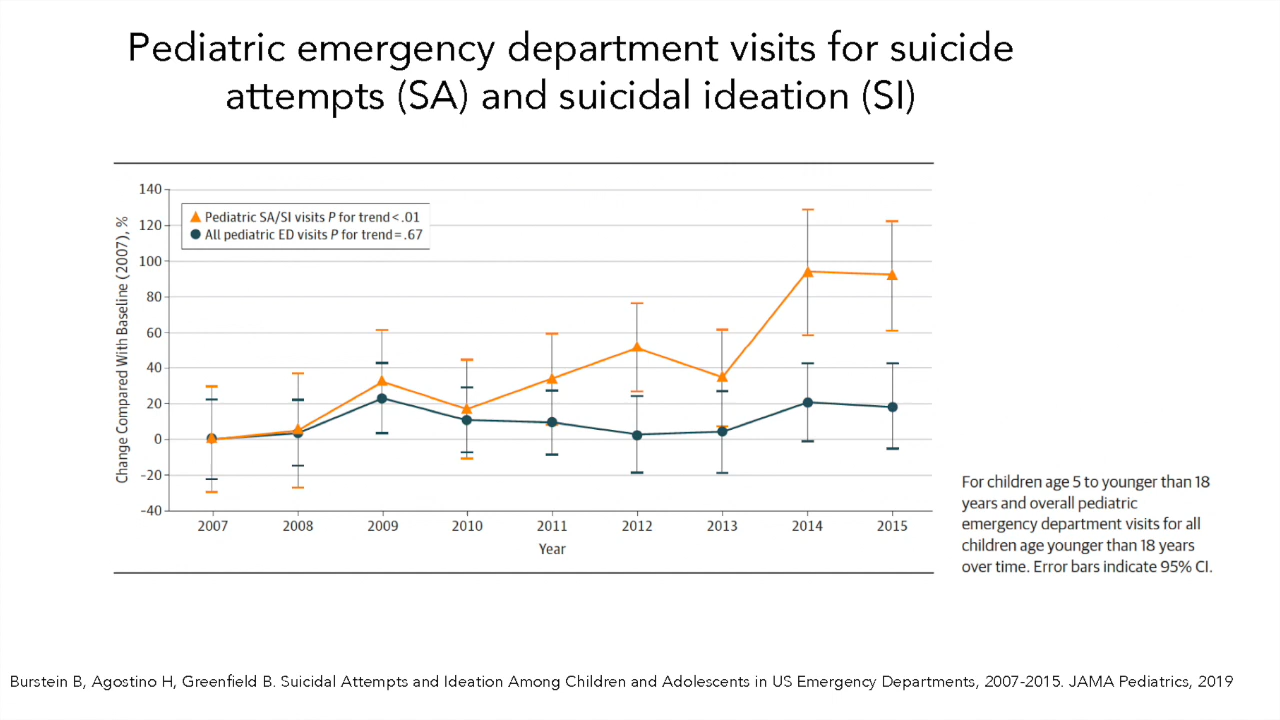 Pediatric emergency department visits for suicide
attempts (SA) and suicidal ideation (SI)
Change Compared With Baseline (2007), %
140
120
100
80
60
40
20
0
-20
-40
Pediatric SA/SI visits P for trend<.01
All pediatric ED visits P for trend=.67
2007 2008 2009 2010 2011 2012 2013 2014 2015
Year
For children age 5 to younger than 18
years and overall pediatric
emergency department visits for all
children age younger than 18 years
over time. Error bars indicate 95% CI.
Burstein B, Agostino H, Greenfield B. Suicidal Attempts and Ideation Among Children and Adolescents in US Emergency Departments, 2007-2015. JAMA Pediatrics, 2019